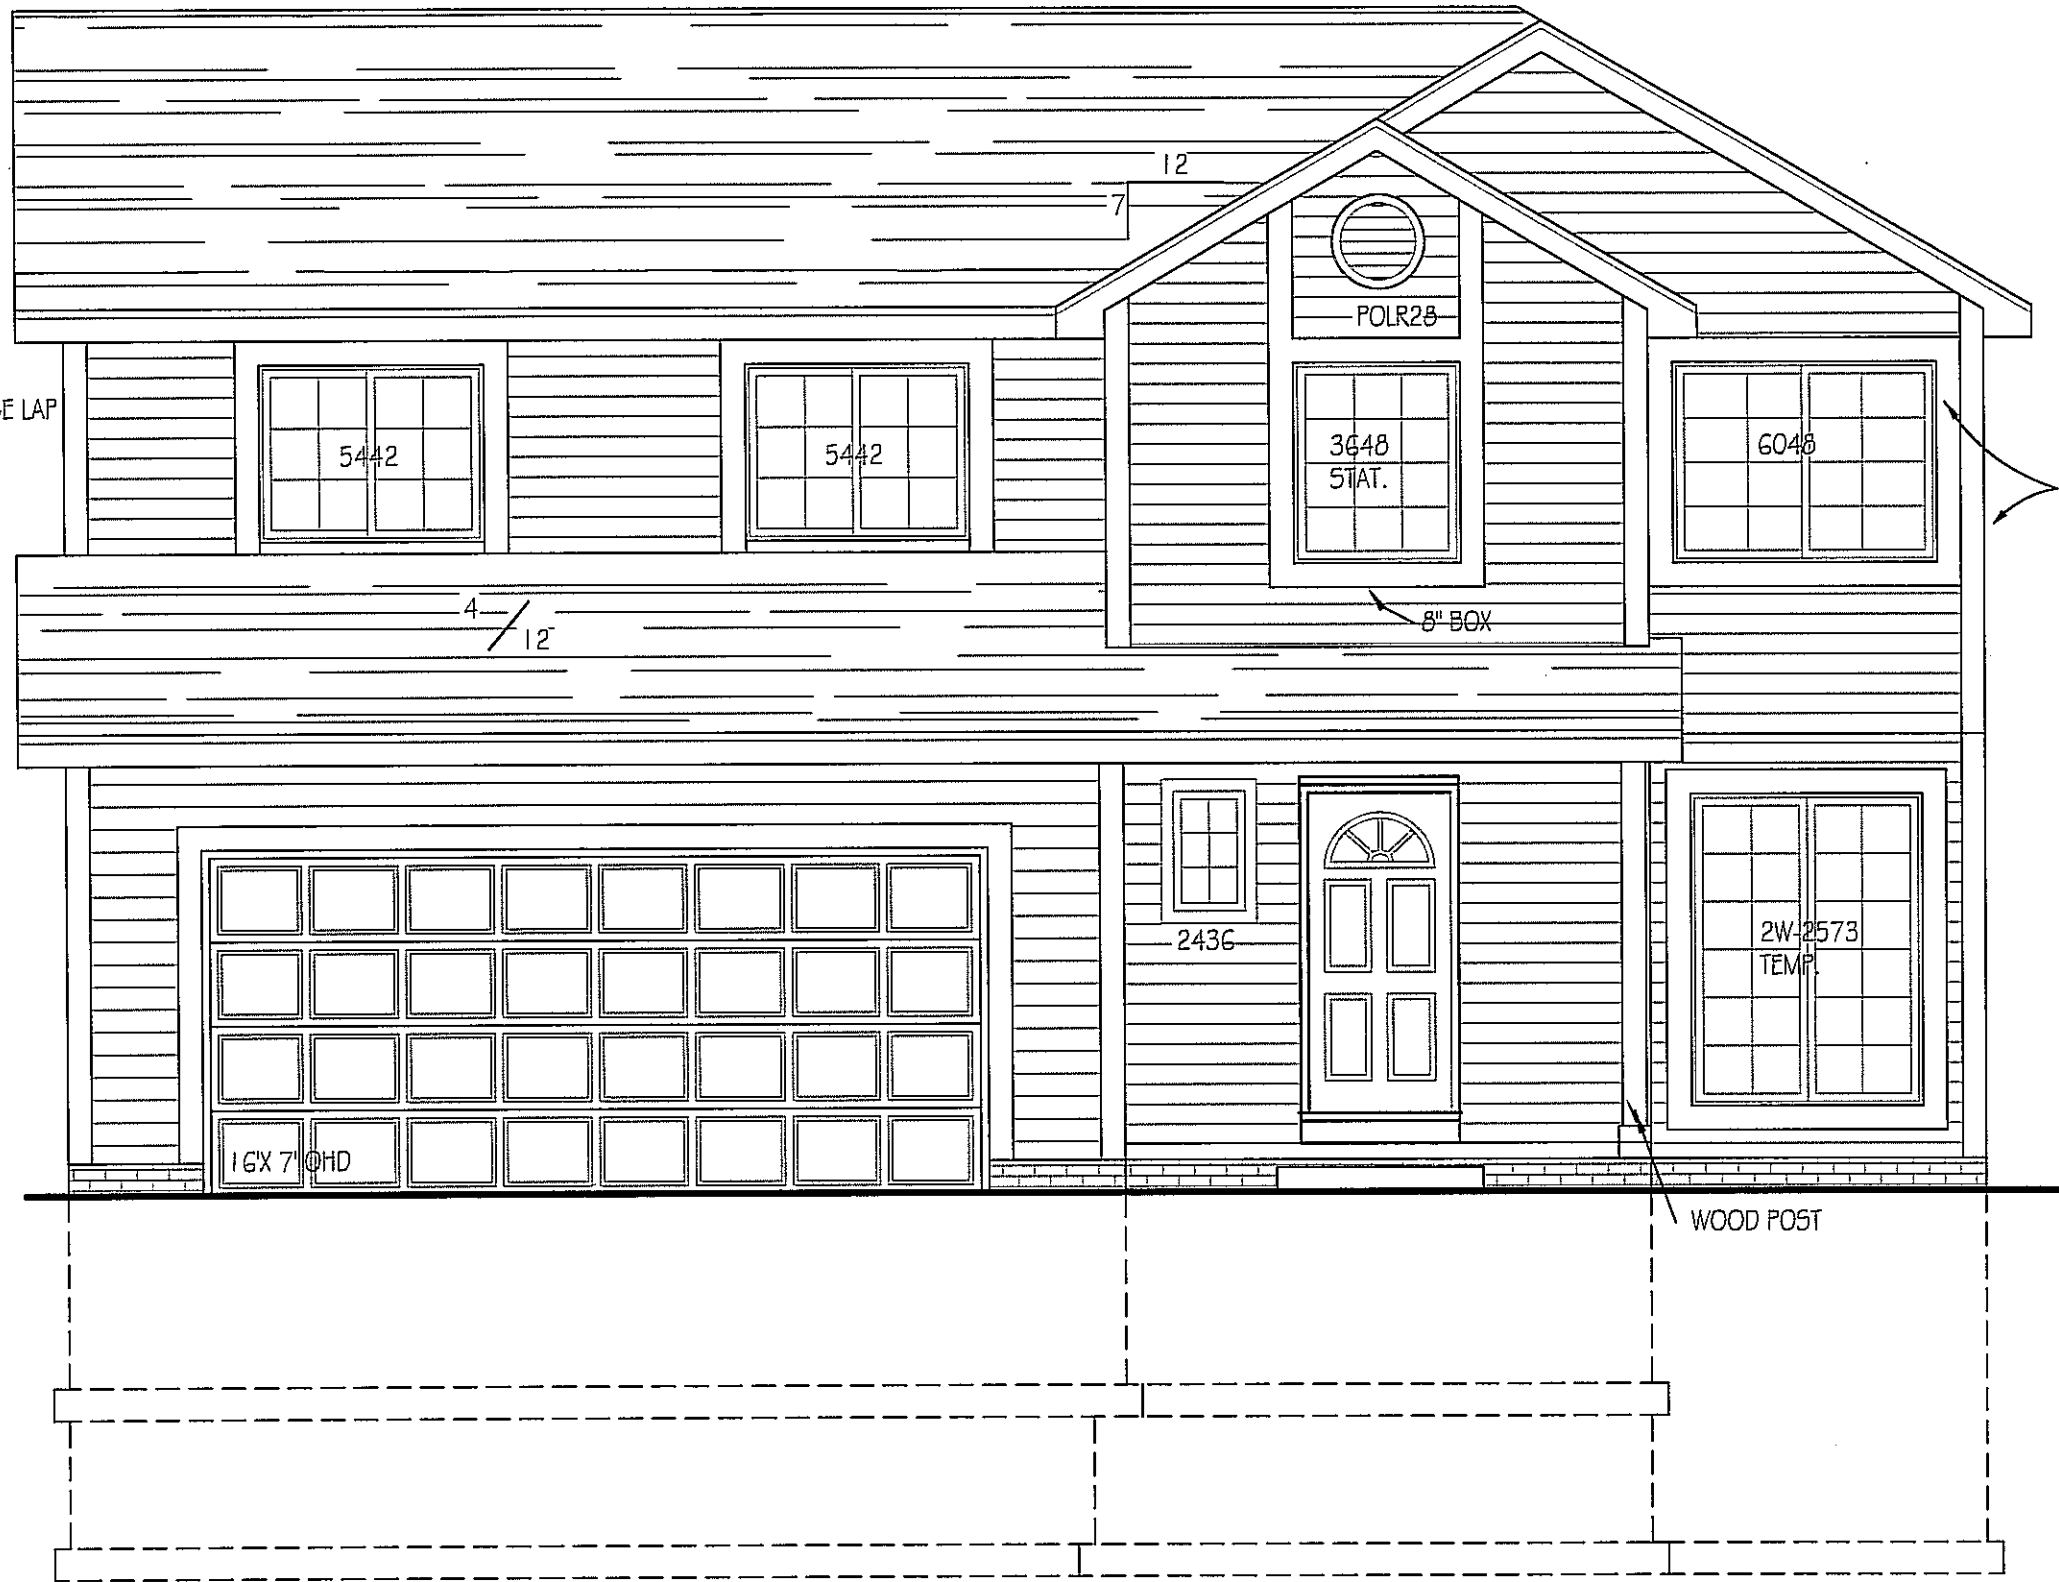 12
7
POLR28
E LAP
5442
5442
3648
STAT.
6048
4
12
8" BOX
2436
2W-2573
TEMP.
16'X 7' OHD
WOOD POST